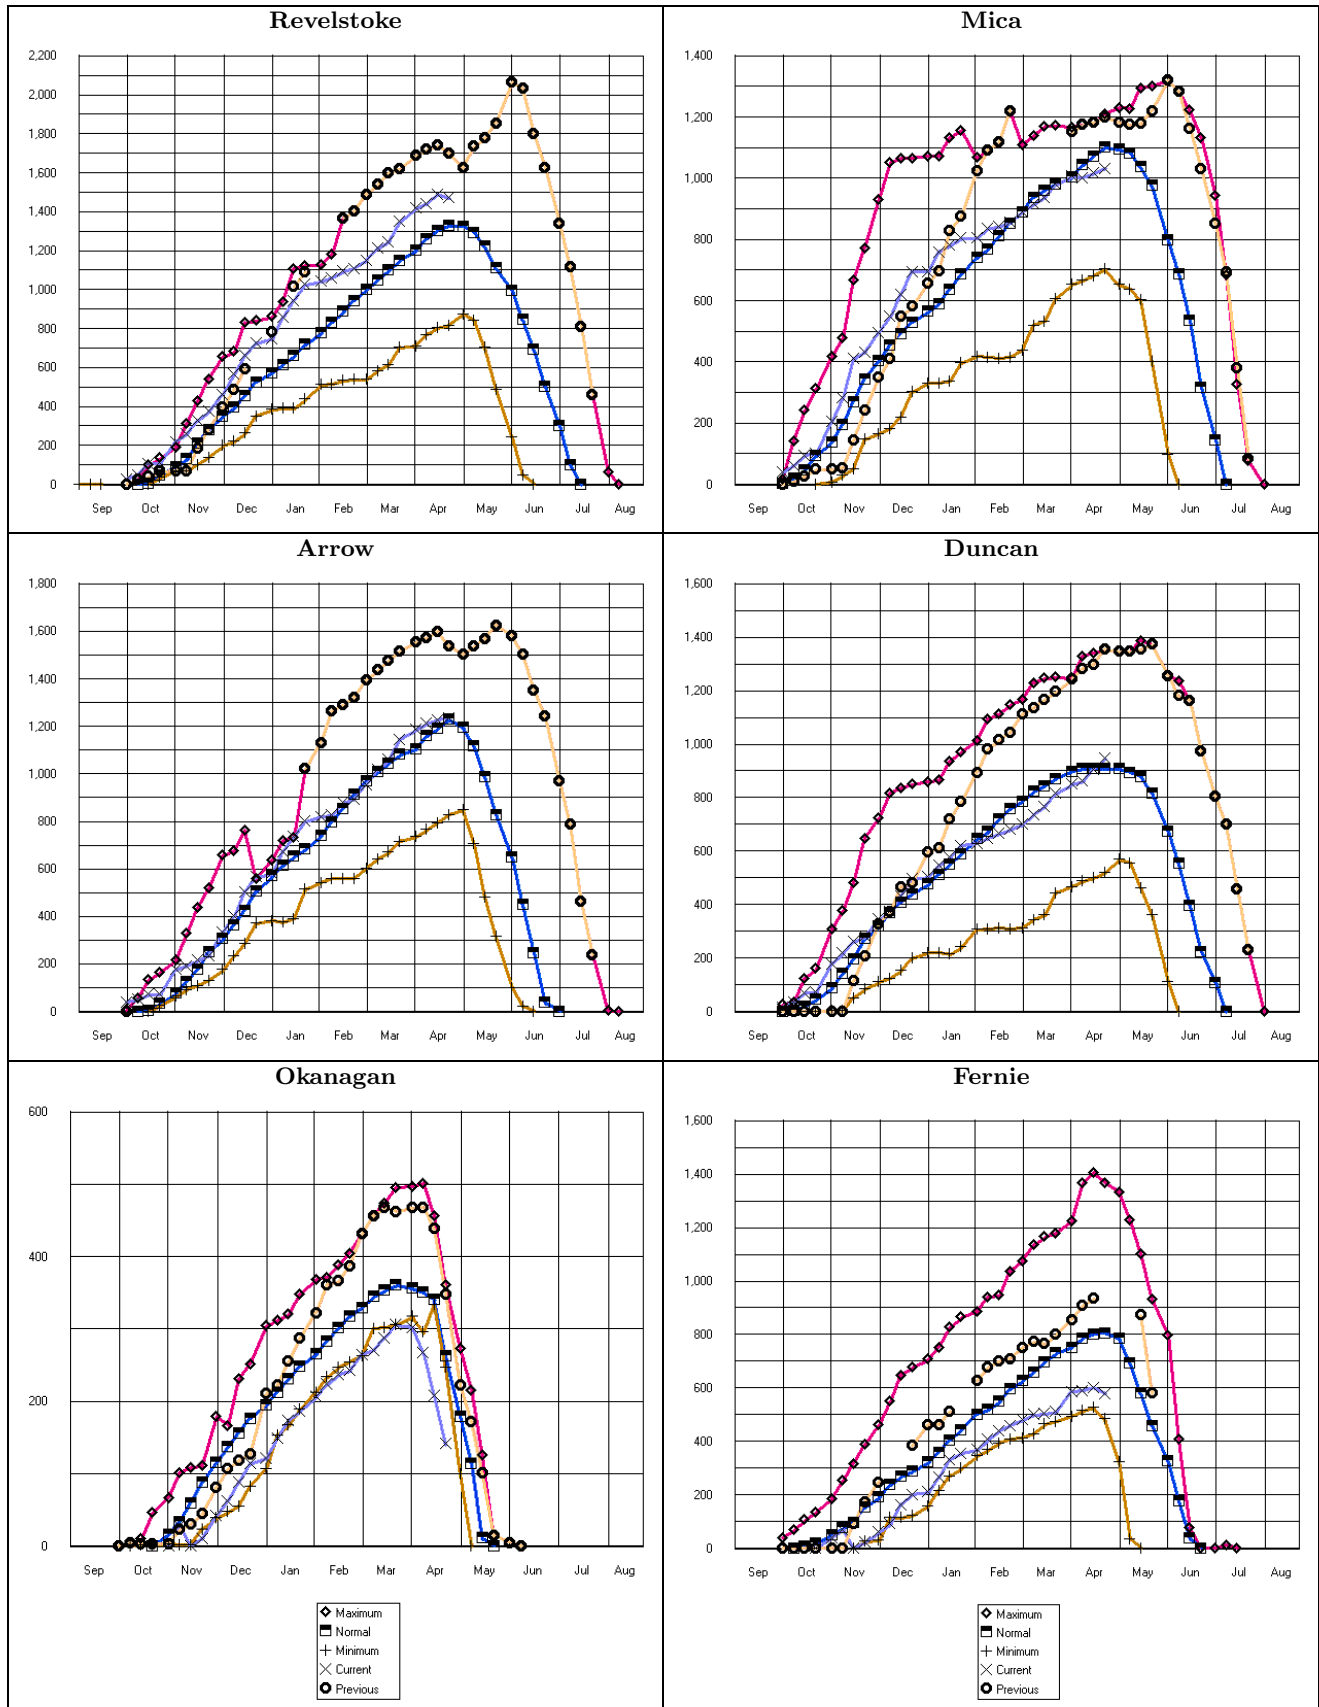 Revelstoke
2,200
2,000
1,800
1,600
1,400
1,200
1,000
800
600
400
200
0
Sep Oct Nov Dec Jan Feb Mar Apr May Jun Jul Aug
Mica
1,400
1,200
1,000
800
600
400
200
0
Sep Oct Nov Dec Jan Feb Mar Apr May Jun Jul Aug
Arrow
1,800
1,600
1,400
1,200
1,000
800
600
400
200
0
Sep Oct Nov Dec Jan Feb Mar Apr May Jun Jul Aug
Duncan
1,600
1,400
1,200
1,000
800
600
400
200
0
Sep Oct Nov Dec Jan Feb Mar Apr May Jun Jul Aug
Okanagan
600
400
200
0
Sep Oct Nov Dec Jan Feb Mar Apr May Jun Jul Aug
Maximum
Normal
Minimum
Current
Previous
Fernie
1,600
1,400
1,200
1,000
800
600
400
200
0
Sep Oct Nov Dec Jan Feb Mar Apr May Jun Jul Aug
Maximum
Normal
Minimum
Current
Previous